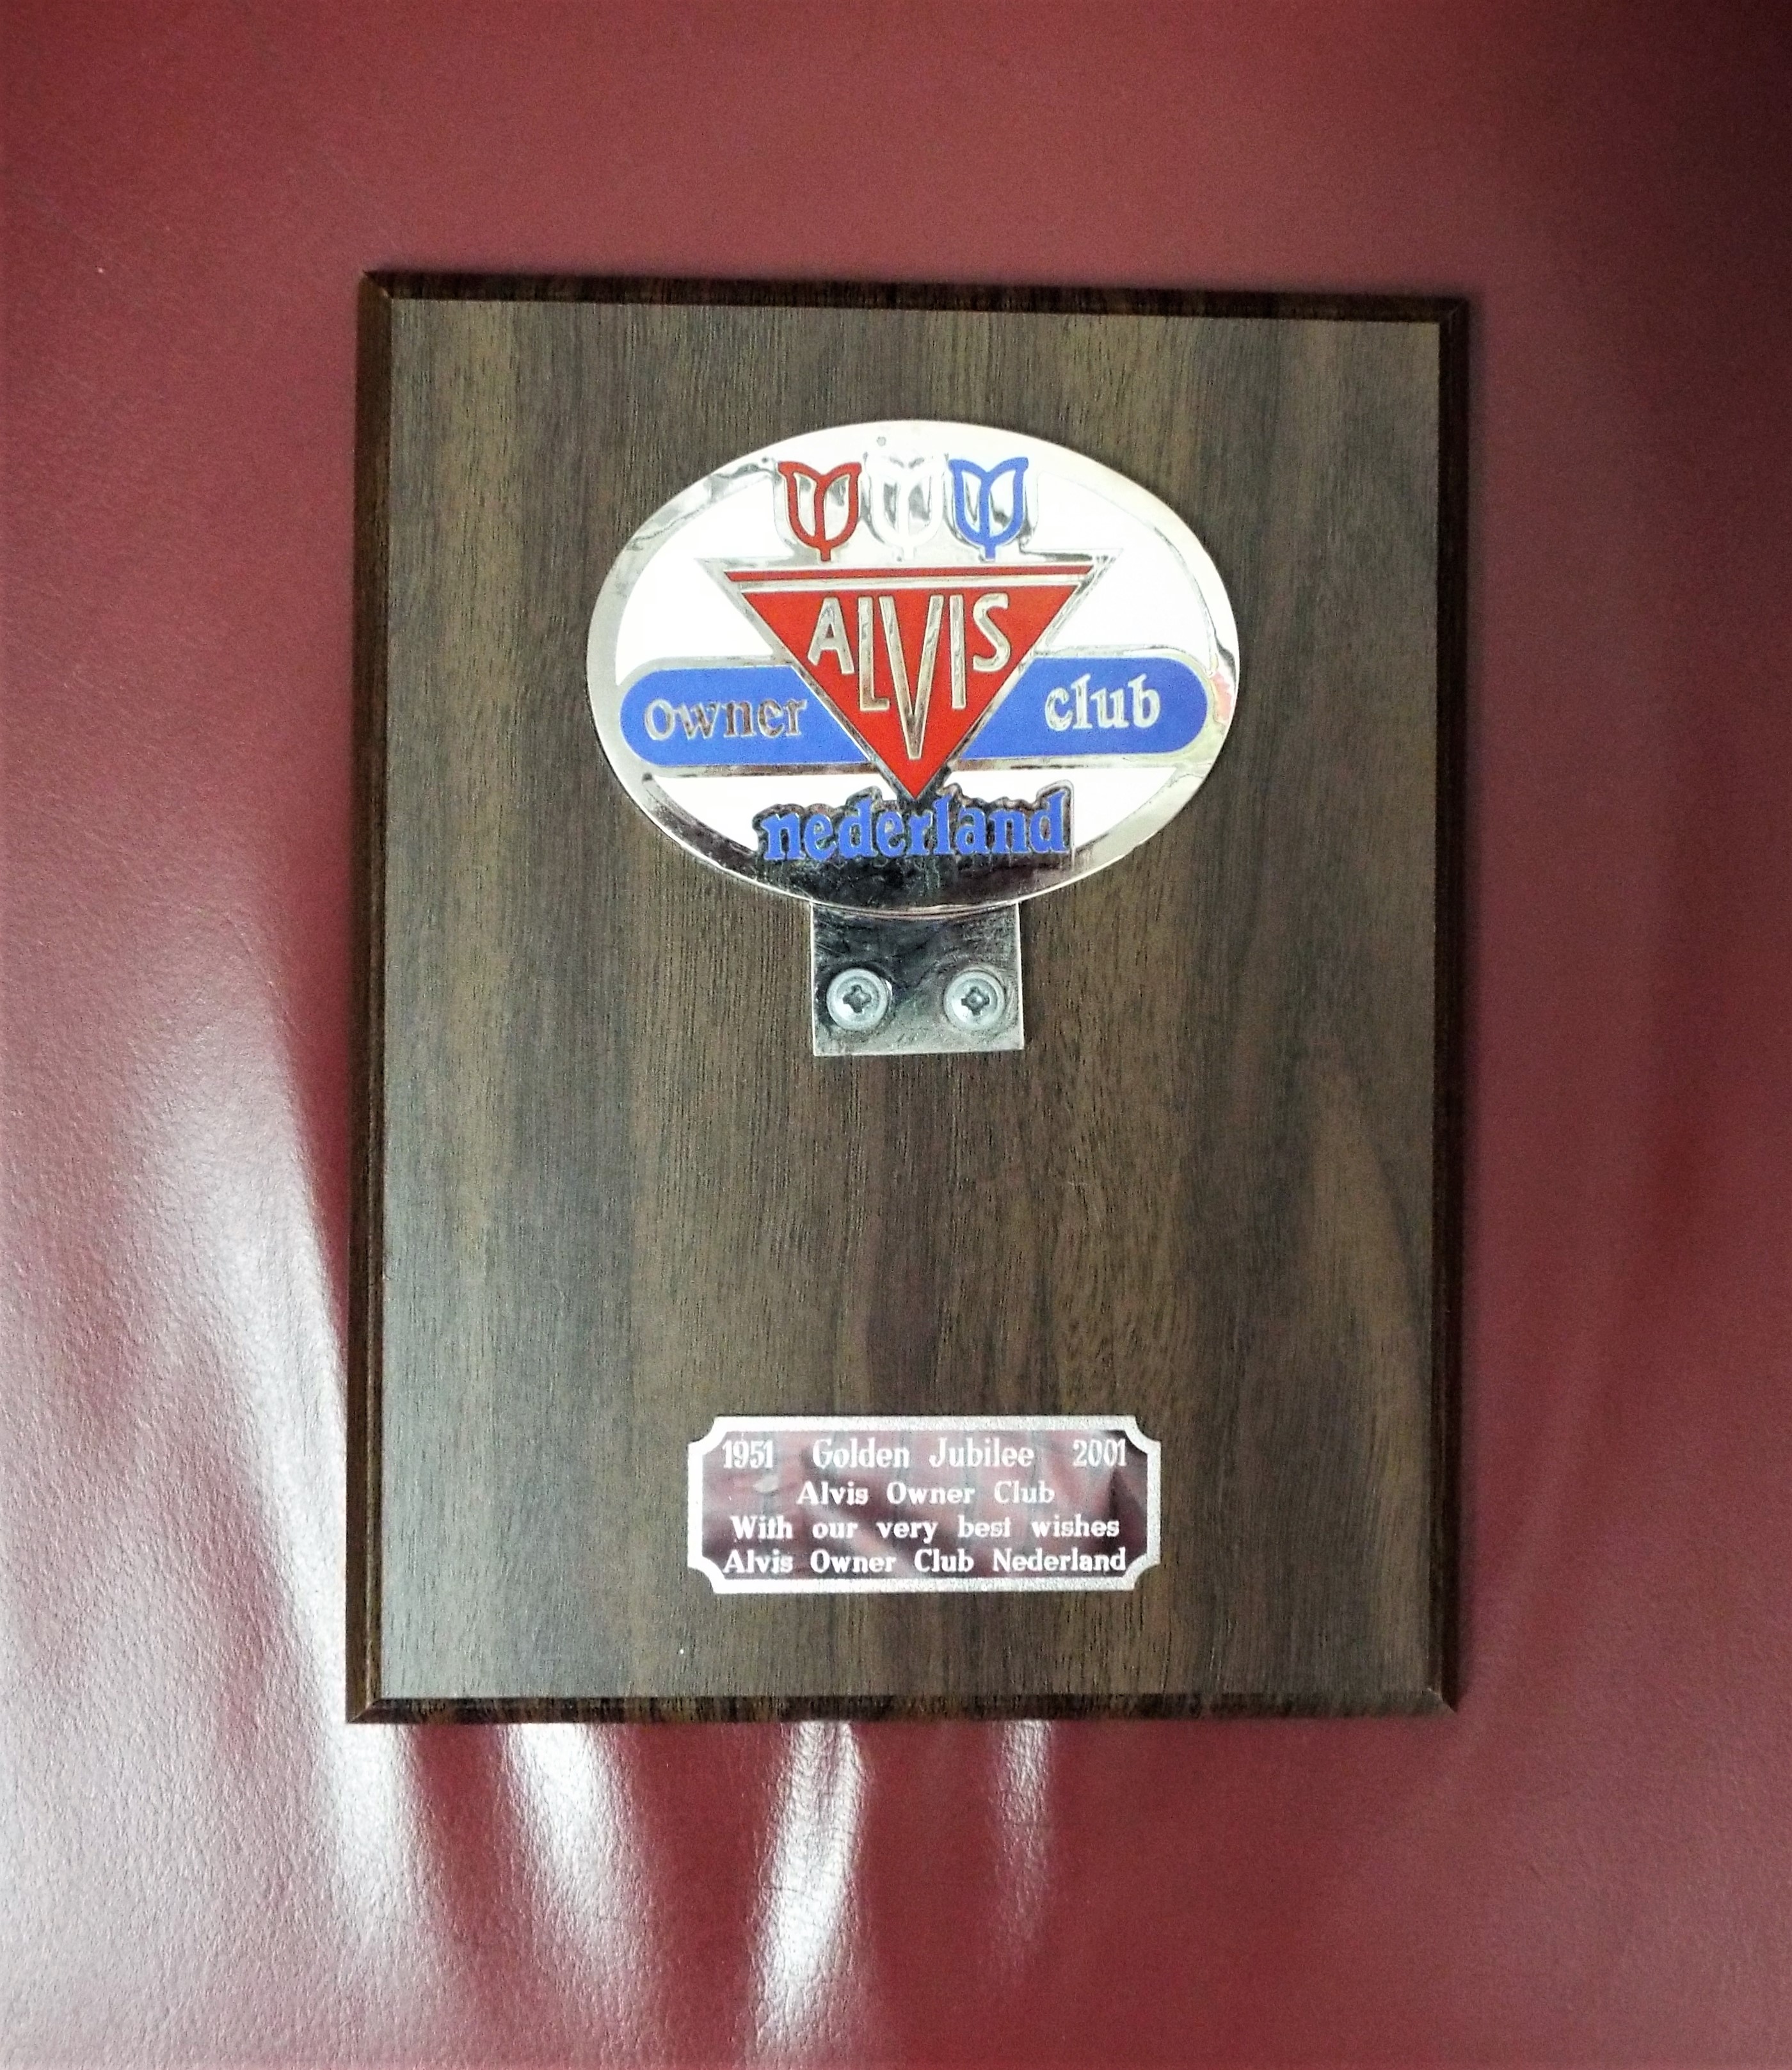 ALVIS
owner club
nederland
1951 Golden Jubilee 2001
Alvis Owner Club
With our very best wishes
Alvis Owner Club Nederland